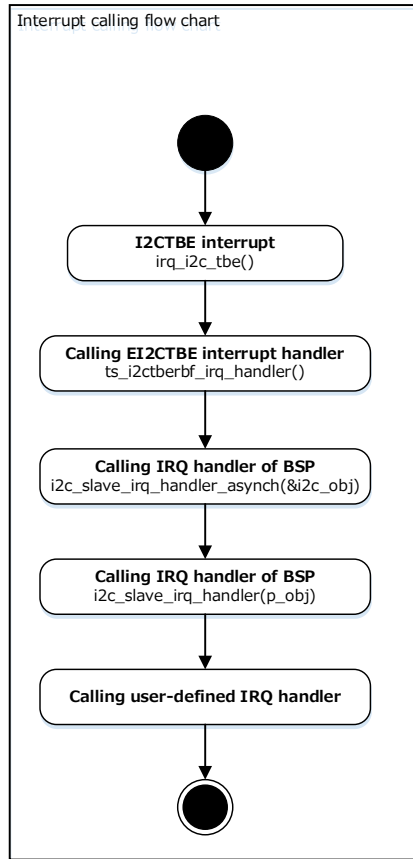 Interrupt calling flow chart
I2CTBE interrupt
irq_i2c_tbe()
Calling EI2CTBE interrupt handler
ts_i2ctberbf_irq_handler()
Calling IRQ handler of BSP
i2c_slave_irq_handler_asynch(&i2c_obj)
Calling IRQ handler of BSP
i2c_slave_irq_handler(p_obj)
Calling user-defined IRQ handler